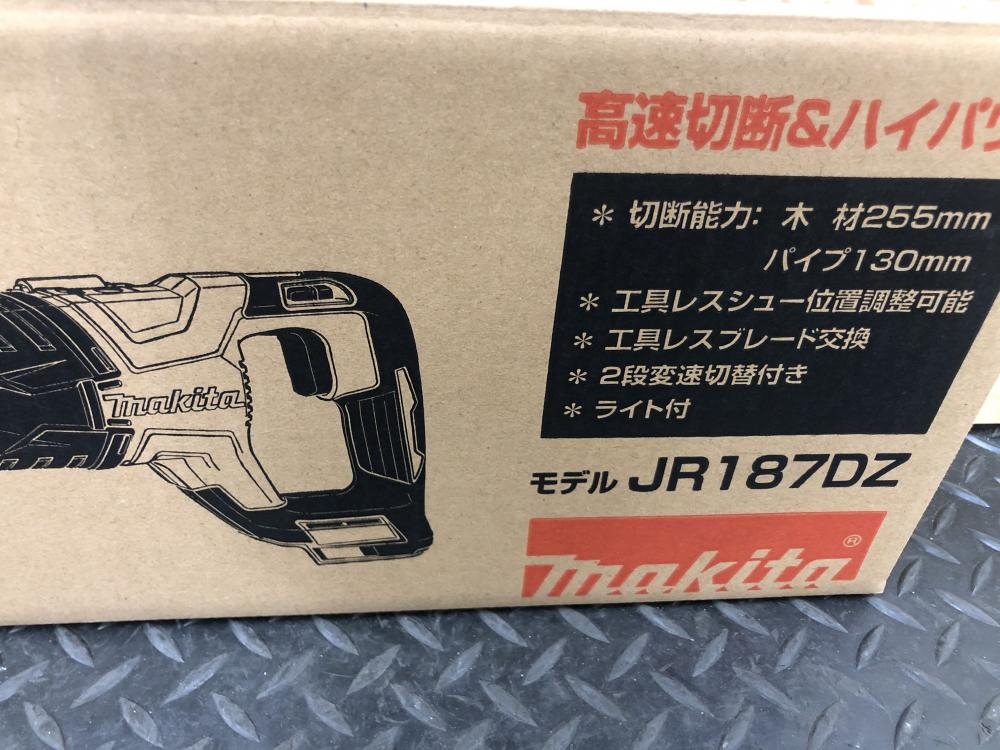 高速切断&ハイパワ
* 切断能力: 木 材255mm
パイプ130mm
* 工具レスシュー位置調整可能
* 工具レスブレード交換
* 2段変速切替付き
* ライト付
makita
モデル JR187DZ
makita®